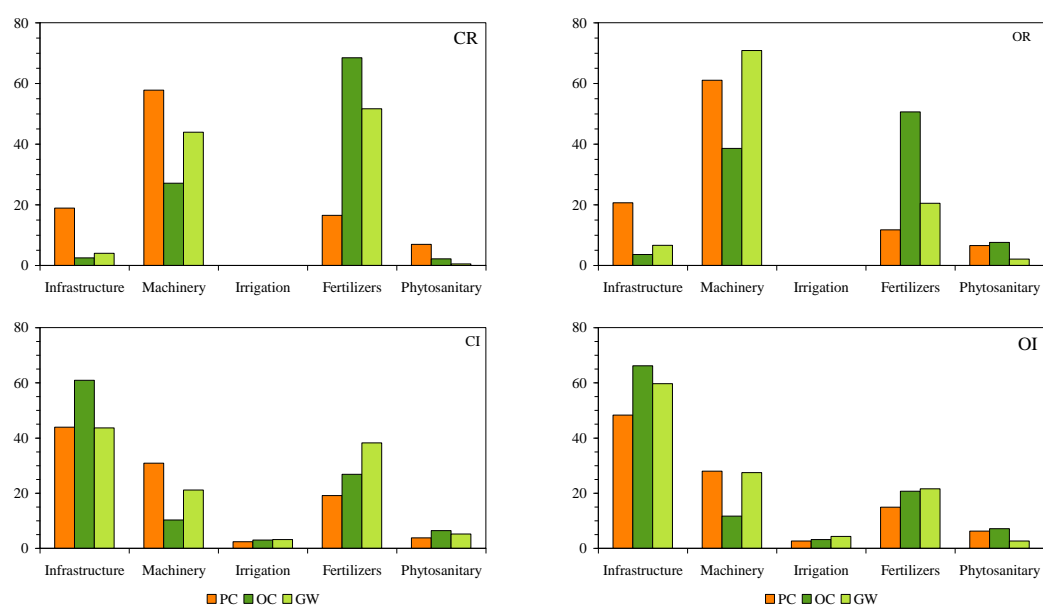 80
60
40
20
0
CR
Infrastructure Machinery Irrigation Fertilizers Phytosanitary
80
60
40
20
0
OR
Infrastructure Machinery Irrigation Fertilizers Phytosanitary
80
60
40
20
0
CI
Infrastructure Machinery Irrigation Fertilizers Phytosanitary
PC OC GW
80
60
40
20
0
OI
Infrastructure Machinery Irrigation Fertilizers Phytosanitary
PC OC GW